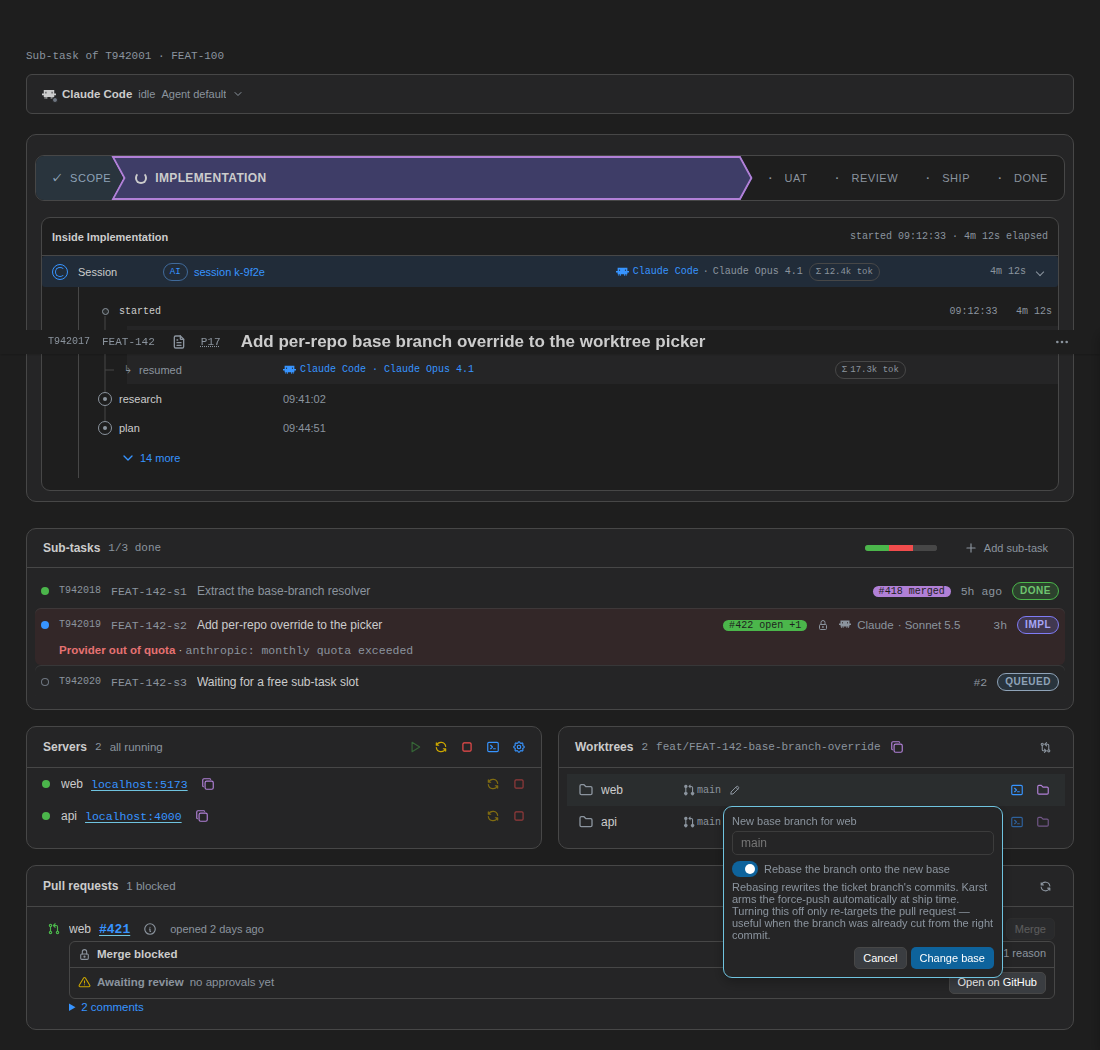 Sub-task of T942001 · FEAT-100
Claude Code idle Agent default
SCOPE IMPLEMENTATION · UAT · REVIEW · SHIP · DONE
Inside Implementation started 09:12:33 · 4m 12s elapsed
Session AI session k-9f2e Claude Code · Claude Opus 4.1 Σ 12.4k tok 4m 12s
started 09:12:33 4m 12s
T942017 FEAT-142 P17 Add per-repo base branch override to the worktree picker ···
↳ resumed Claude Code · Claude Opus 4.1 Σ 17.3k tok
research 09:41:02
plan 09:44:51
14 more
Sub-tasks 1/3 done Add sub-task
T942018 FEAT-142-s1 Extract the base-branch resolver #418 merged 5h ago DONE
T942019 FEAT-142-s2 Add per-repo override to the picker #422 open +1 Claude · Sonnet 5.5 3h IMPL
Provider out of quota · anthropic: monthly quota exceeded
T942020 FEAT-142-s3 Waiting for a free sub-task slot #2 QUEUED
Servers 2 all running
web localhost:5173
api localhost:4000
Worktrees 2 feat/FEAT-142-base-branch-override
web main
api main
New base branch for web
main
Rebase the branch onto the new base
Rebasing rewrites the ticket branch's commits. Karst
arms the force-push automatically at ship time.
Turning this off only re-targets the pull request —
useful when the branch was already cut from the right
commit.
Cancel Change base
Pull requests 1 blocked
web #421 opened 2 days ago Merge
Merge blocked 1 reason
Awaiting review no approvals yet Open on GitHub
2 comments